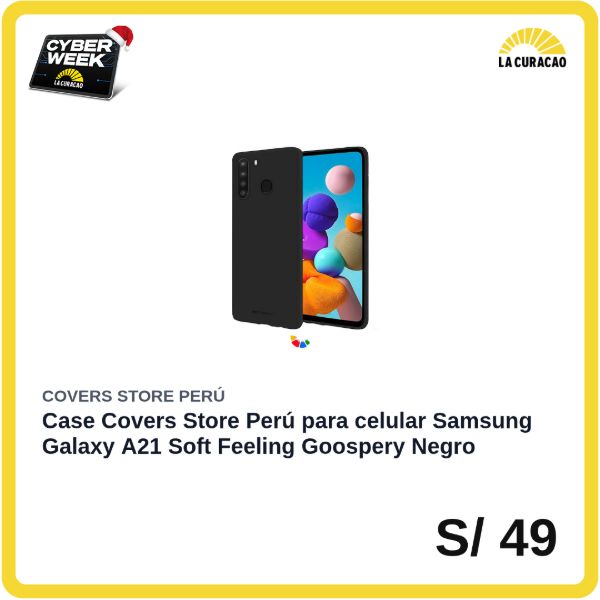 CYBER
WEEK
LA CURACAO
LA CURACAO
COVERS STORE PERÚ
Case Covers Store Perú para celular Samsung
Galaxy A21 Soft Feeling Goospery Negro
S/ 49